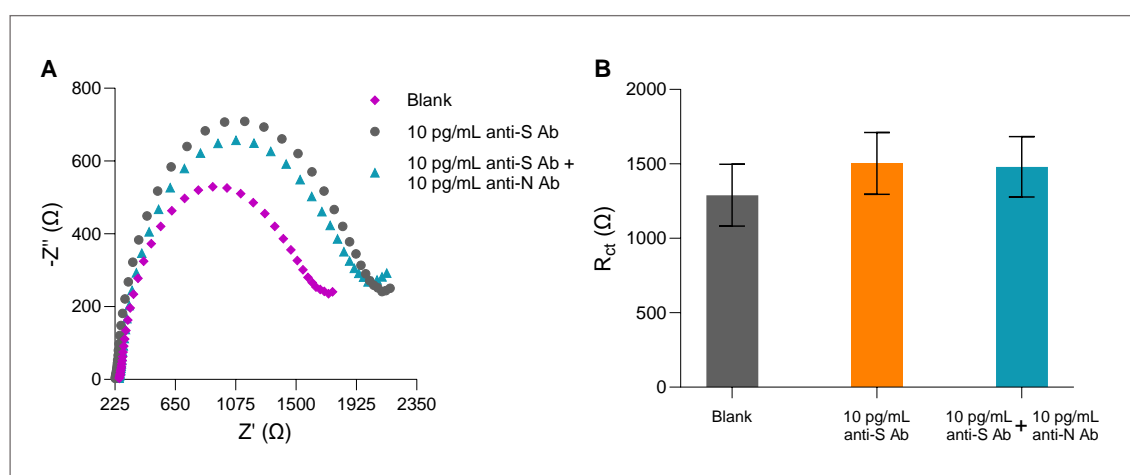 A
800
600
400
200
0
-Z'' (Ω)
225 650 1075 1500 1925 2350
Z' (Ω)
Blank
10 pg/mL anti-S Ab
10 pg/mL anti-S Ab +
10 pg/mL anti-N Ab
B
2000
1500
1000
500
0
Rct (Ω)
Blank
10 pg/mL
anti-S Ab
10 pg/mL + 10 pg/mL
anti-S Ab anti-N Ab